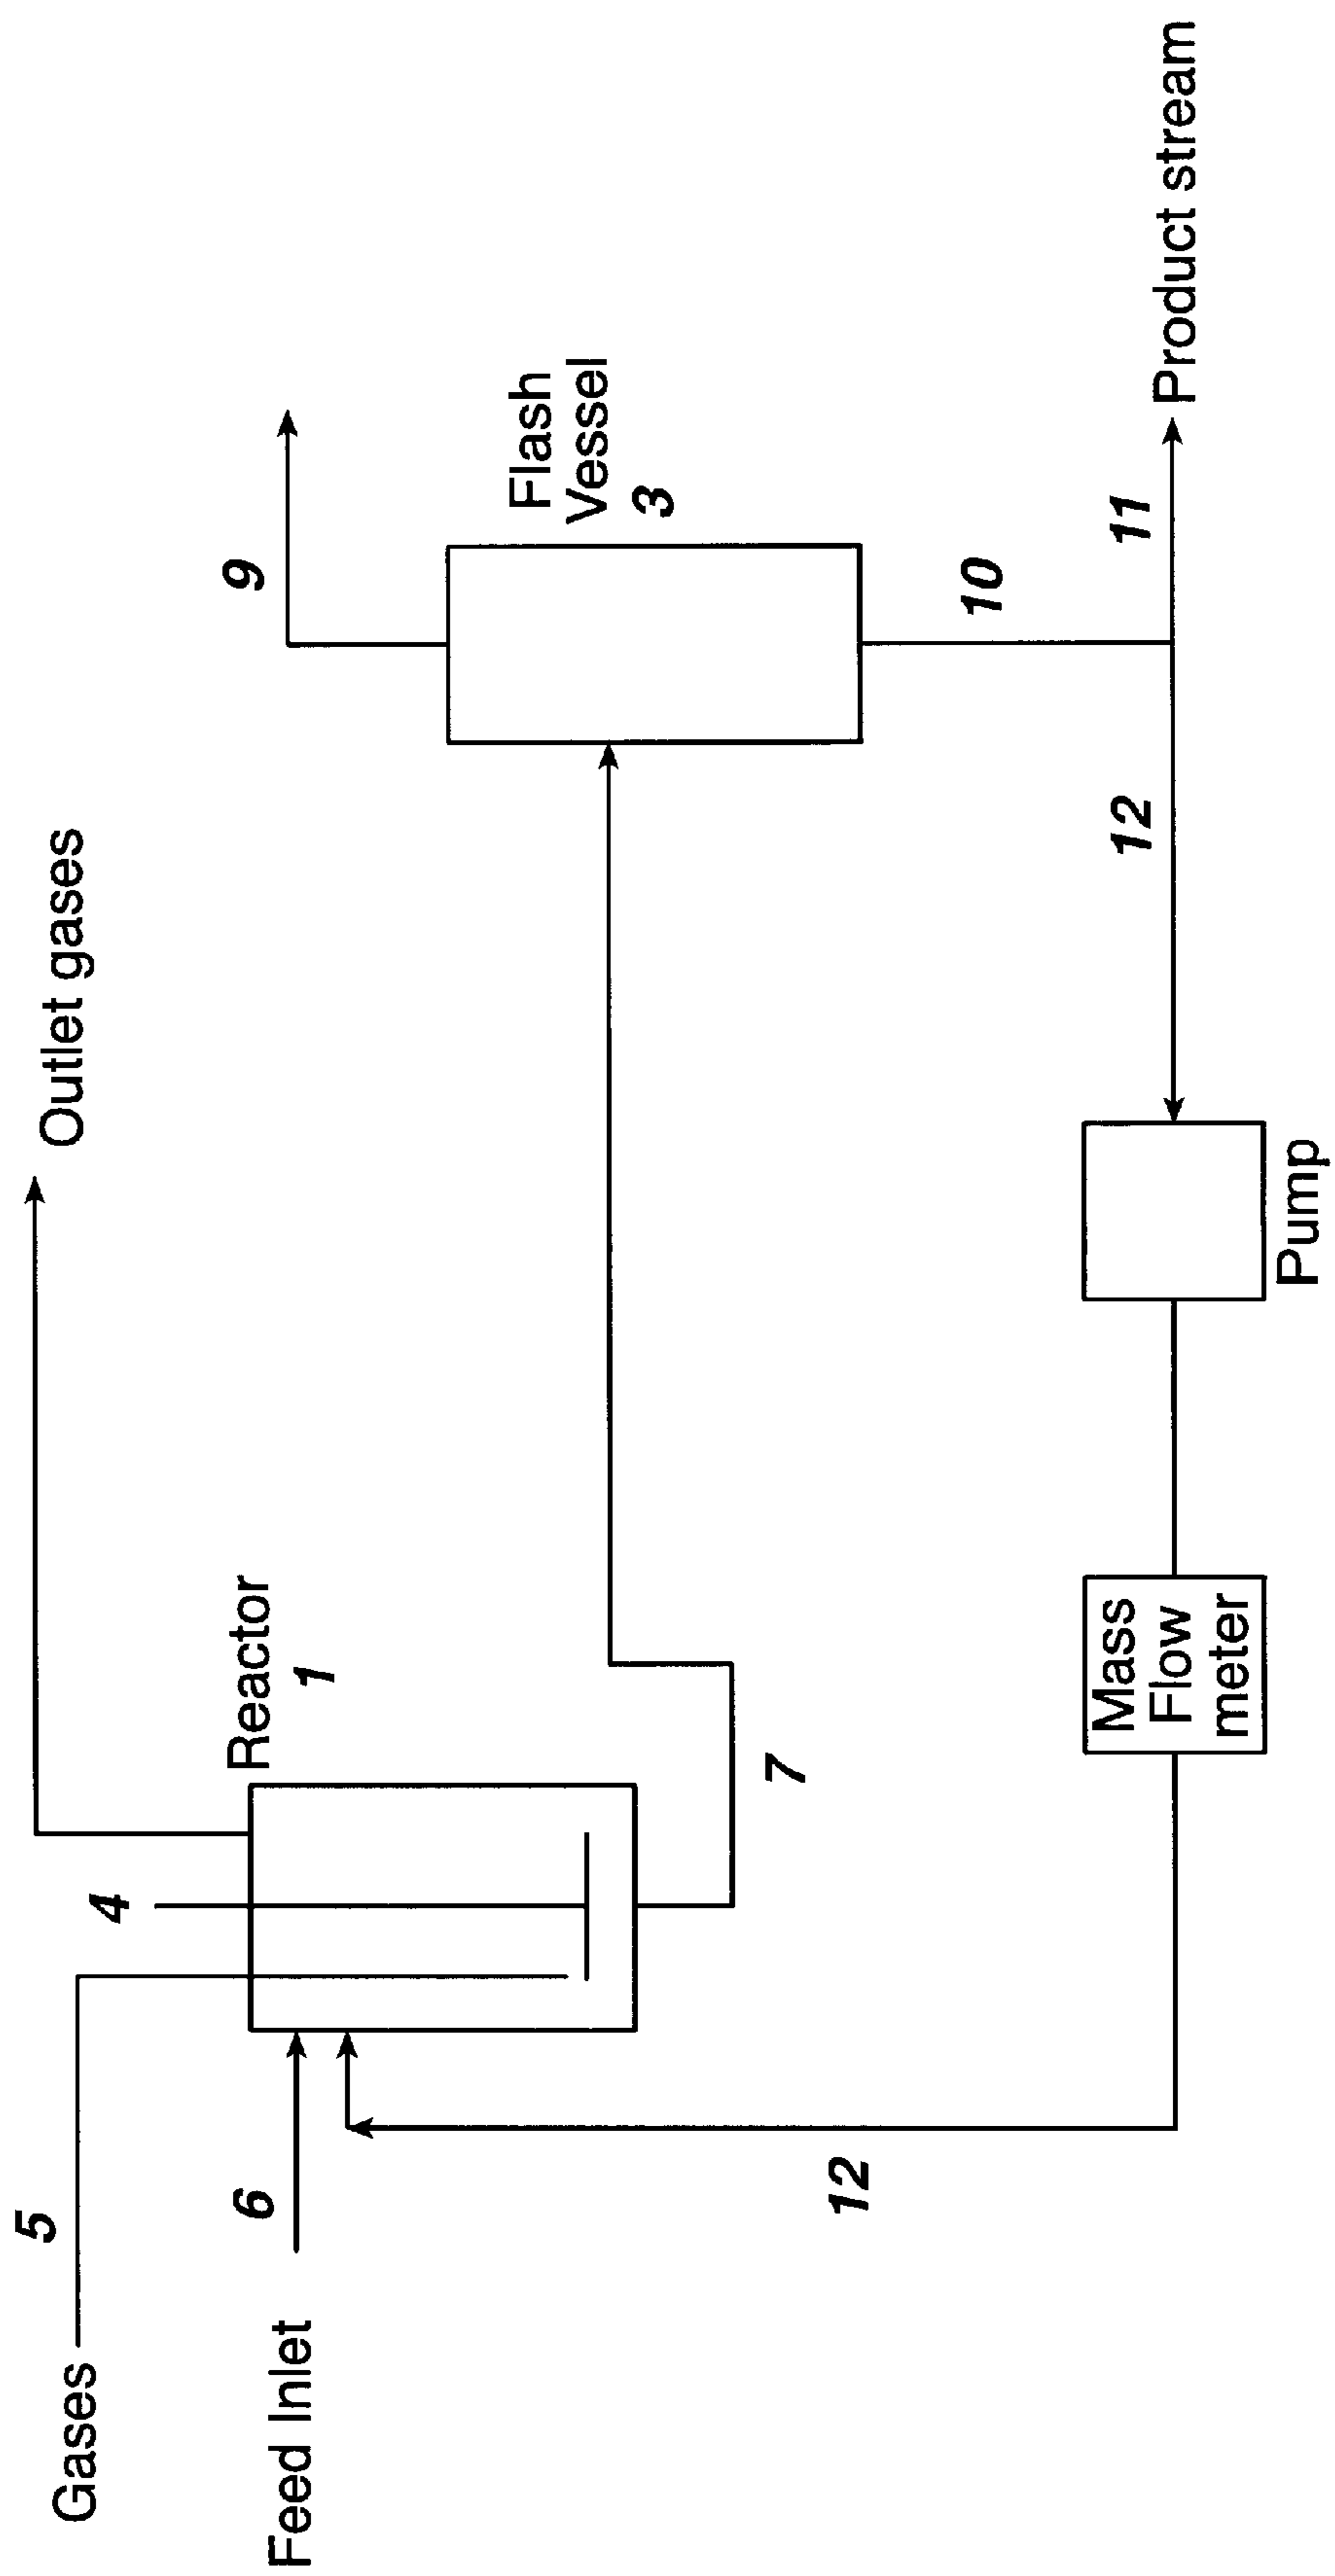 Outlet gases
Gases
5
4
Reactor
1
Feed Inlet
6
7
9
Flash
Vessel
3
10
11
Product stream
12
12
Pump
Mass
Flow
meter